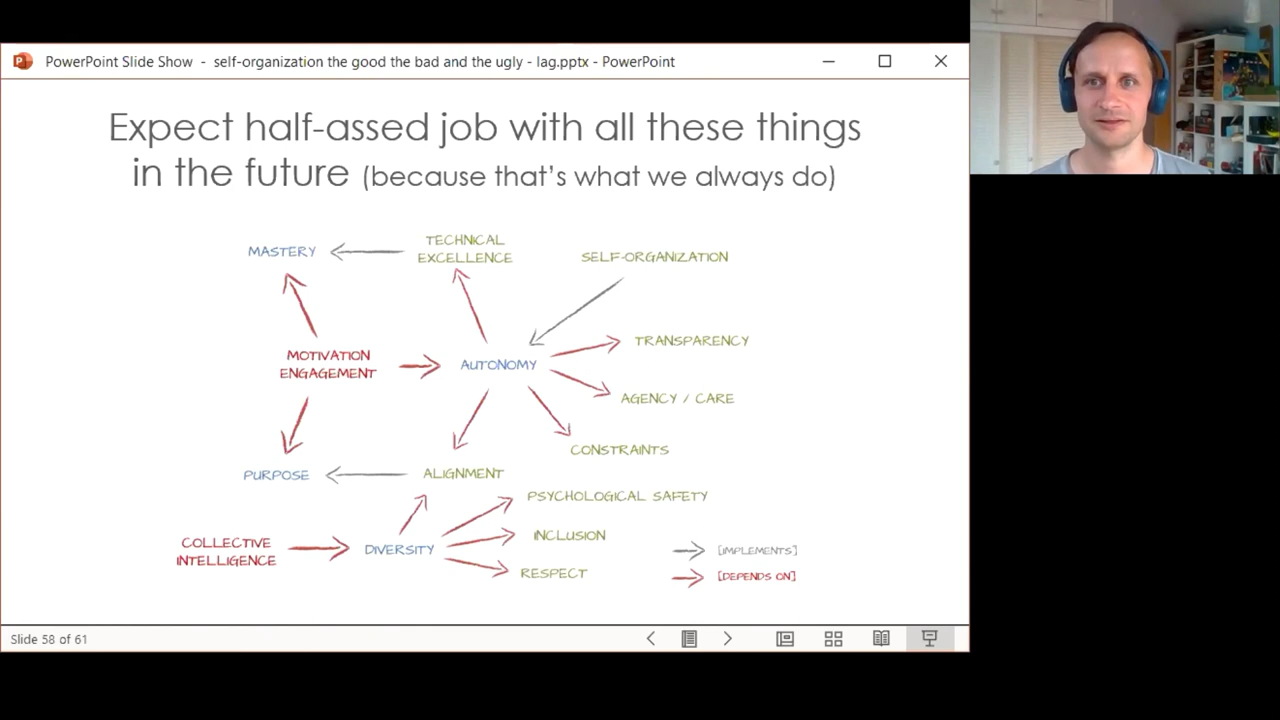 PowerPoint Slide Show - self-organization the good the bad and the ugly - lag.pptx - PowerPoint
Expect half-assed job with all these things
in the future (because that's what we always do)
MASTERY
TECHNICAL
EXCELLENCE
SELF-ORGANIZATION
MOTIVATION
ENGAGEMENT
AUTONOMY
TRANSPARENCY
AGENCY / CARE
CONSTRAINTS
PURPOSE
ALIGNMENT
PSYCHOLOGICAL SAFETY
COLLECTIVE
INTELLIGENCE
DIVERSITY
INCLUSION
RESPECT
[IMPLEMENTS]
[DEPENDS ON]
Slide 58 of 61